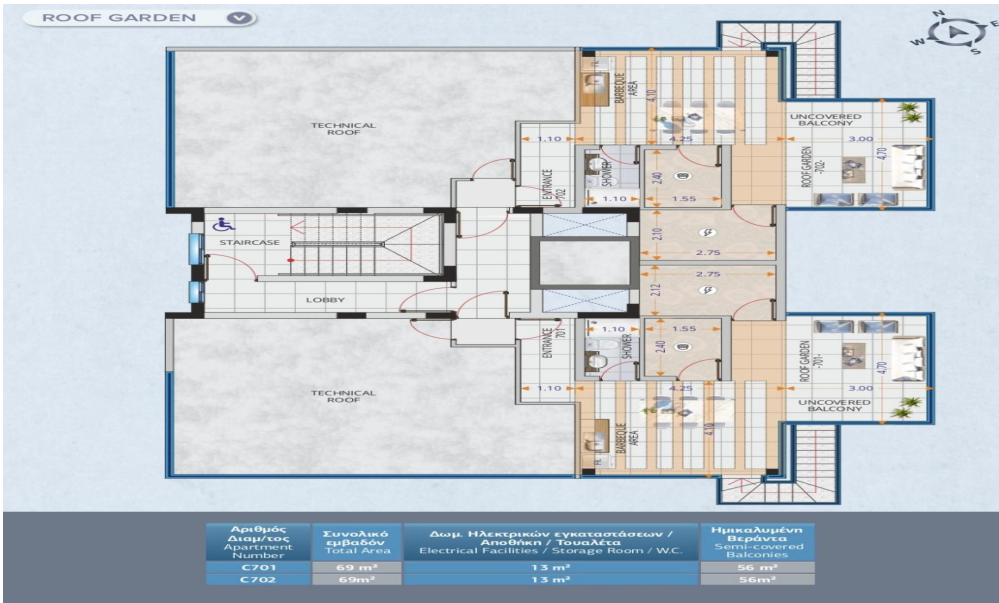 ROOF GARDEN
N
E
W
S
TECHNICAL
ROOF
BARBEQUE
AREA
4.10
4.25
1.10
UNCOVERED
BALCONY
3.00
4.70
ROOF GARDEN
-702-
ENTRANCE
-702
SHOWER
1.10
2.40
1.55
STAIRCASE
2.10
2.75
LOBBY
2.75
2.12
ENTRANCE
701
1.10
SHOWER
1.55
2.40
ROOF GARDEN
-701-
4.70
TECHNICAL
ROOF
1.10
4.25
3.00
UNCOVERED
BALCONY
BARBEQUE
AREA
4.10
Αριθμός
Διαμ/τος
Apartment
Number
Συνολικό
εμβαδόν
Total Area
Δωμ. Ηλεκτρικών εγκαταστάσεων /
Αποθήκη / Τουαλέτα
Electrical Facilities / Storage Room / W.C.
Ημικαλυμένη
Βεράντα
Semi-covered
Balconies
C701 69 m² 13 m² 56 m²
C702 69m² 13 m² 56m²